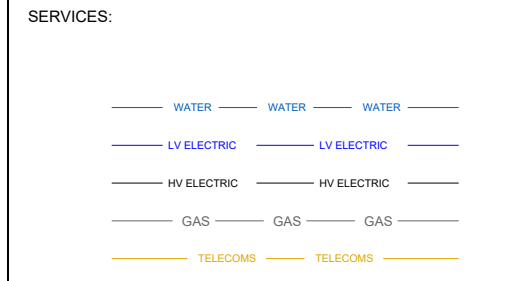 SERVICES:
WATER WATER WATER
LV ELECTRIC LV ELECTRIC
HV ELECTRIC HV ELECTRIC
GAS GAS GAS
TELECOMS TELECOMS